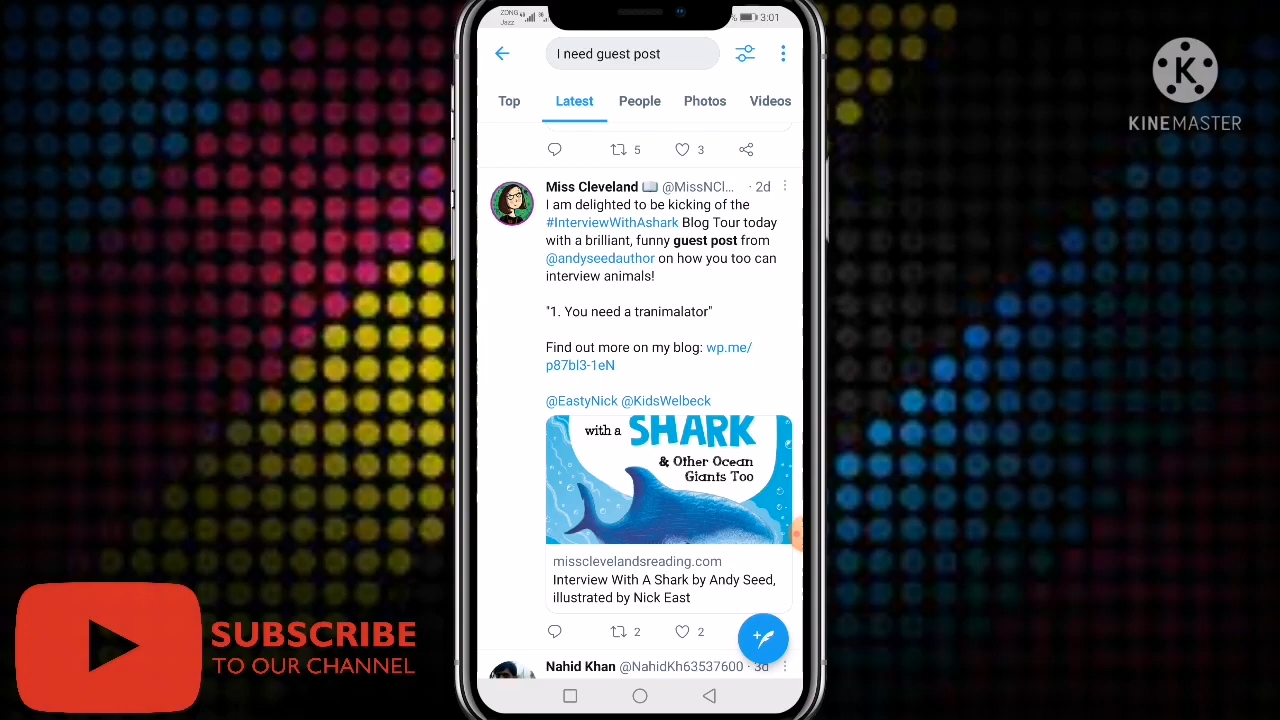 ZONG
Jazz
% 3:01
I need guest post
Top Latest People Photos Videos
5 3
Miss Cleveland @MissNCl... · 2d
I am delighted to be kicking of the
#InterviewWithAshark Blog Tour today
with a brilliant, funny guest post from
@andyseedauthor on how you too can
interview animals!
"1. You need a tranimalator"
Find out more on my blog: wp.me/
p87bl3-1eN
@EastyNick @KidsWelbeck
with a SHARK
& Other Ocean
Giants Too
missclevelandsreading.com
Interview With A Shark by Andy Seed,
illustrated by Nick East
2 2
Nahid Khan @NahidKh63537600 · 3d
K
KINEMASTER
SUBSCRIBE
TO OUR CHANNEL